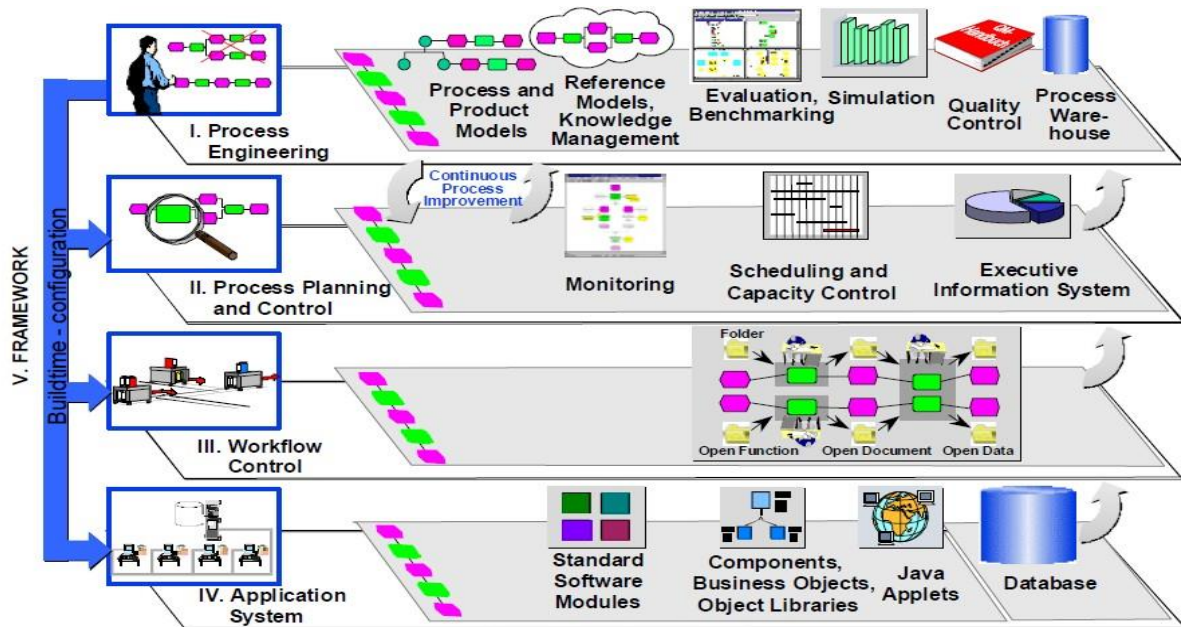 QM-
Handbuch
Process and
Product
Models
Reference
Models,
Knowledge
Management
Evaluation,
Benchmarking
Simulation
Quality
Control
Process
Ware-
house
I. Process
Engineering
Continuous
Process
Improvement
V. FRAMEWORK
Buildtime - configuration
II. Process Planning
and Control
Monitoring
Scheduling and
Capacity Control
Executive
Information System
Folder
Open Function
Open Document
Open Data
III. Workflow
Control
Standard
Software
Modules
Components,
Business Objects,
Object Libraries
Java
Applets
Database
IV. Application
System